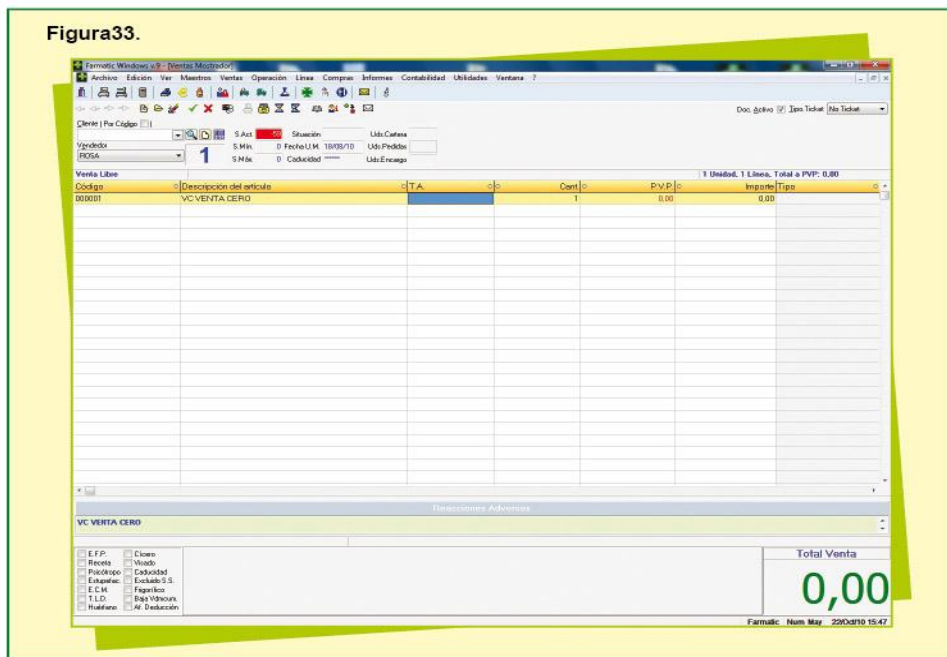 Figura33.
Farmatic Windows v.9 - [Ventas Mostrador]
Archivo Edición Ver Maestros Ventas Operación Línea Compras Informes Contabilidad Utilidades Ventana ?
Doc. Activo Tipo Ticket No Ticket
Cliente | Por Código |
S.Act Situación Uds.Cartera
Vendedor 1 S.Mín. 0 Fecha U.M. 18/08/10 Uds.Pedidas
ROSA S.Máx. 0 Caducidad Uds.Encargo
Venta Libre 1 Unidad, 1 Línea, Total a PVP: 0,00
Código Descripción del artículo T.A. Cant. P.V.P. Importe Tipo
000001 VC VENTA CERO 1 0,00 0,00
Reacciones Adversas
VC VENTA CERO
E.F.P. Cícero
Receta Visado
Psicótropo Caducidad
Estupefac. Excluido S.S.
E.C.M. Frigorífico
T.L.D. Baja Vdmcum.
Huérfano Af. Deducción
Total Venta
0,00
Farmatic Num May 22/Oct/10 15:47